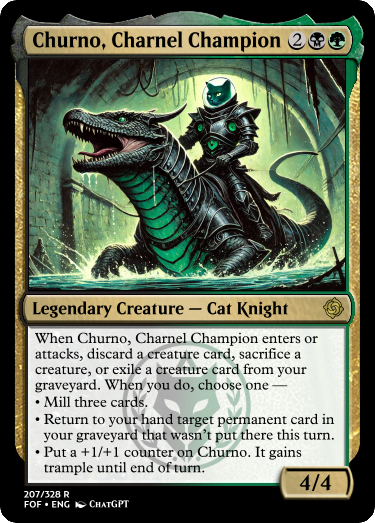 Churno, Charnel Champion 2
Legendary Creature — Cat Knight
When Churno, Charnel Champion enters or
attacks, discard a creature card, sacrifice a
creature, or exile a creature card from your
graveyard. When you do, choose one —
• Mill three cards.
• Return to your hand target permanent card in
your graveyard that wasn't put there this turn.
• Put a +1/+1 counter on Churno. It gains
trample until end of turn.
4/4
207/328 R
FOF • ENG ChatGPT